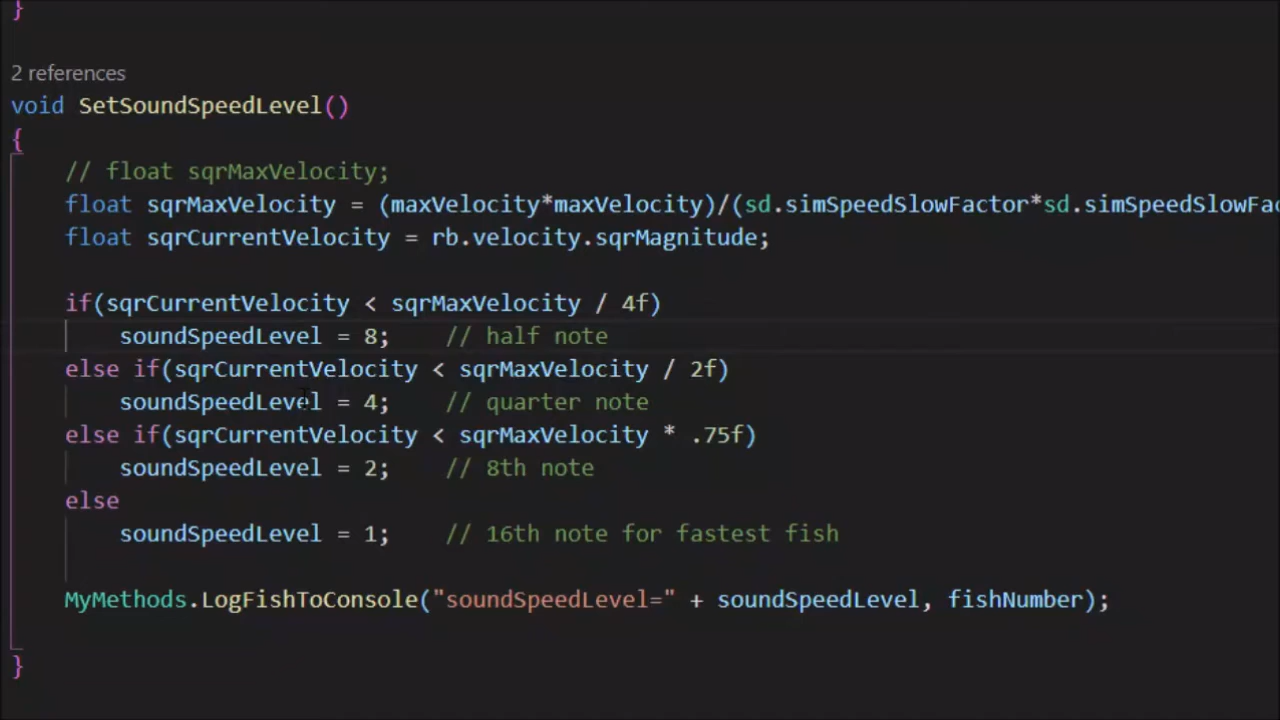 }
2 references
void SetSoundSpeedLevel()
{
// float sqrMaxVelocity;
float sqrMaxVelocity = (maxVelocity*maxVelocity)/(sd.simSpeedSlowFactor*sd.simSpeedSlowFac
float sqrCurrentVelocity = rb.velocity.sqrMagnitude;
if(sqrCurrentVelocity < sqrMaxVelocity / 4f)
soundSpeedLevel = 8;    // half note
else if(sqrCurrentVelocity < sqrMaxVelocity / 2f)
soundSpeedLevel = 4;    // quarter note
else if(sqrCurrentVelocity < sqrMaxVelocity * .75f)
soundSpeedLevel = 2;    // 8th note
else
soundSpeedLevel = 1;    // 16th note for fastest fish
MyMethods.LogFishToConsole("soundSpeedLevel=" + soundSpeedLevel, fishNumber);
}